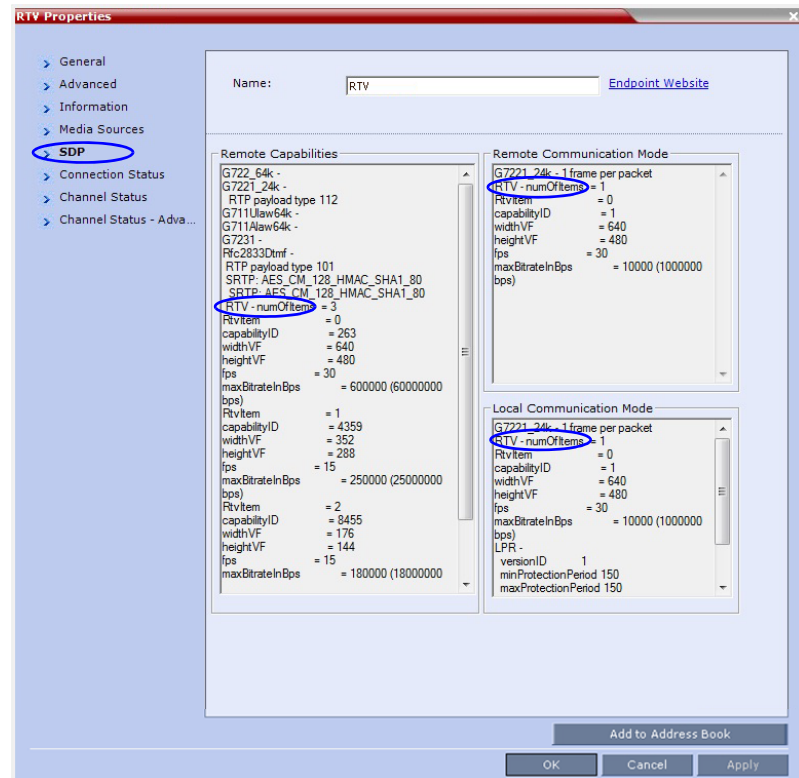 RTV Properties
General
Advanced
Information
Media Sources
SDP
Connection Status
Channel Status
Channel Status - Adva...
Name: RTV Endpoint Website
Remote Capabilities
G722_64k -
G7221_24k -
RTP payload type 112
G711Ulaw64k -
G711Alaw64k -
G7231 -
Rfc2833Dtmf -
RTP payload type 101
SRTP: AES_CM_128_HMAC_SHA1_80
SRTP: AES_CM_128_HMAC_SHA1_80
RTV - numOfItems = 3
RtvItem = 0
capabilityID = 263
widthVF = 640
heightVF = 480
fps = 30
maxBitrateInBps = 600000 (60000000
bps)
RtvItem = 1
capabilityID = 4359
widthVF = 352
heightVF = 288
fps = 15
maxBitrateInBps = 250000 (25000000
bps)
RtvItem = 2
capabilityID = 8455
widthVF = 176
heightVF = 144
fps = 15
maxBitrateInBps = 180000 (18000000
Remote Communication Mode
G7221_24k - 1 frame per packet
RTV - numOfItems = 1
RtvItem = 0
capabilityID = 1
widthVF = 640
heightVF = 480
fps = 30
maxBitrateInBps = 10000 (1000000
bps)
Local Communication Mode
G7221_24k - 1 frame per packet
RTV - numOfItems = 1
RtvItem = 0
capabilityID = 1
widthVF = 640
heightVF = 480
fps = 30
maxBitrateInBps = 10000 (1000000
bps)
LPR -
versionID 1
minProtectionPeriod 150
maxProtectionPeriod 150
Add to Address Book
OK Cancel Apply